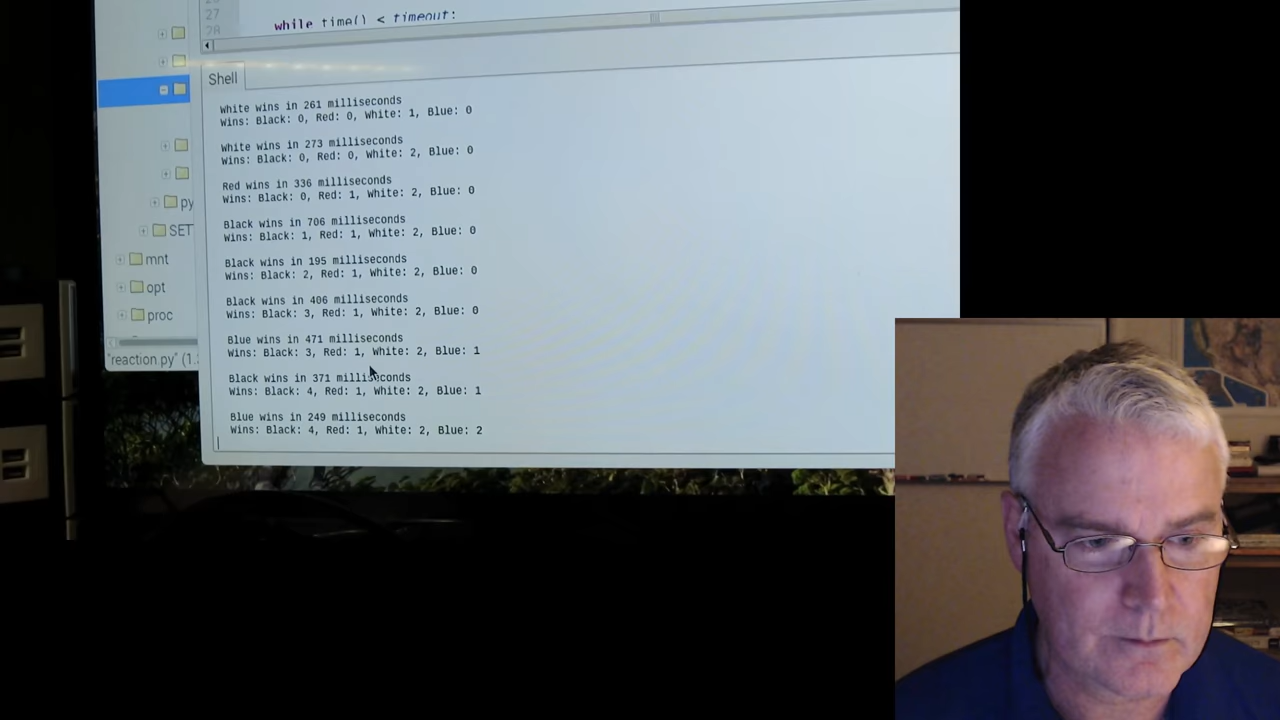 27
28
while time() < timeout:
Shell
White wins in 261 milliseconds
Wins: Black: 0, Red: 0, White: 1, Blue: 0
White wins in 273 milliseconds
Wins: Black: 0, Red: 0, White: 2, Blue: 0
Red wins in 336 milliseconds
Wins: Black: 0, Red: 1, White: 2, Blue: 0
Black wins in 706 milliseconds
Wins: Black: 1, Red: 1, White: 2, Blue: 0
Black wins in 195 milliseconds
Wins: Black: 2, Red: 1, White: 2, Blue: 0
Black wins in 406 milliseconds
Wins: Black: 3, Red: 1, White: 2, Blue: 0
Blue wins in 471 milliseconds
Wins: Black: 3, Red: 1, White: 2, Blue: 1
Black wins in 371 milliseconds
Wins: Black: 4, Red: 1, White: 2, Blue: 1
Blue wins in 249 milliseconds
Wins: Black: 4, Red: 1, White: 2, Blue: 2
py
SET
mnt
opt
proc
"reaction.py" (1.